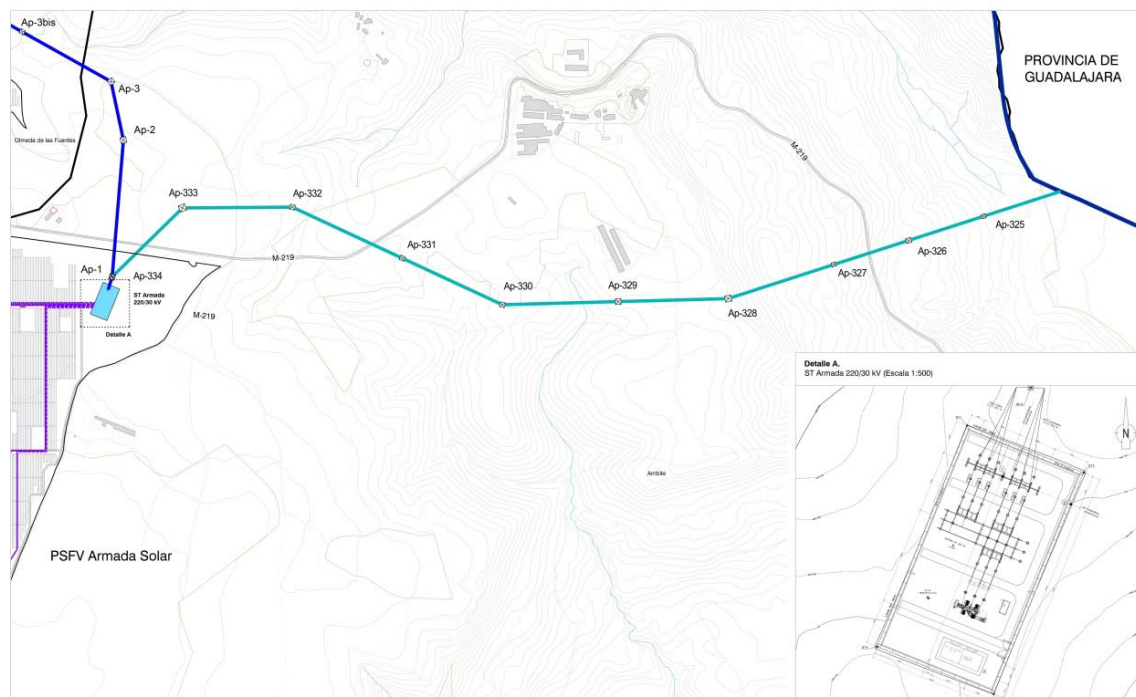 Ap-3bis
PROVINCIA DE
GUADALAJARA
Ap-3
Ap-2
Olmeda de las Fuentes
M-219
Ap-333
Ap-332
Ap-325
Ap-331
Ap-326
M-219
Ap-327
Ap-1
Ap-334
ST Armada
220/30 kV
Ap-330
Ap-329
Ap-328
M-219
Detalle A
Detalle A.
ST Armada 220/30 kV (Escala 1:500)
N
Ambite
PSFV Armada Solar